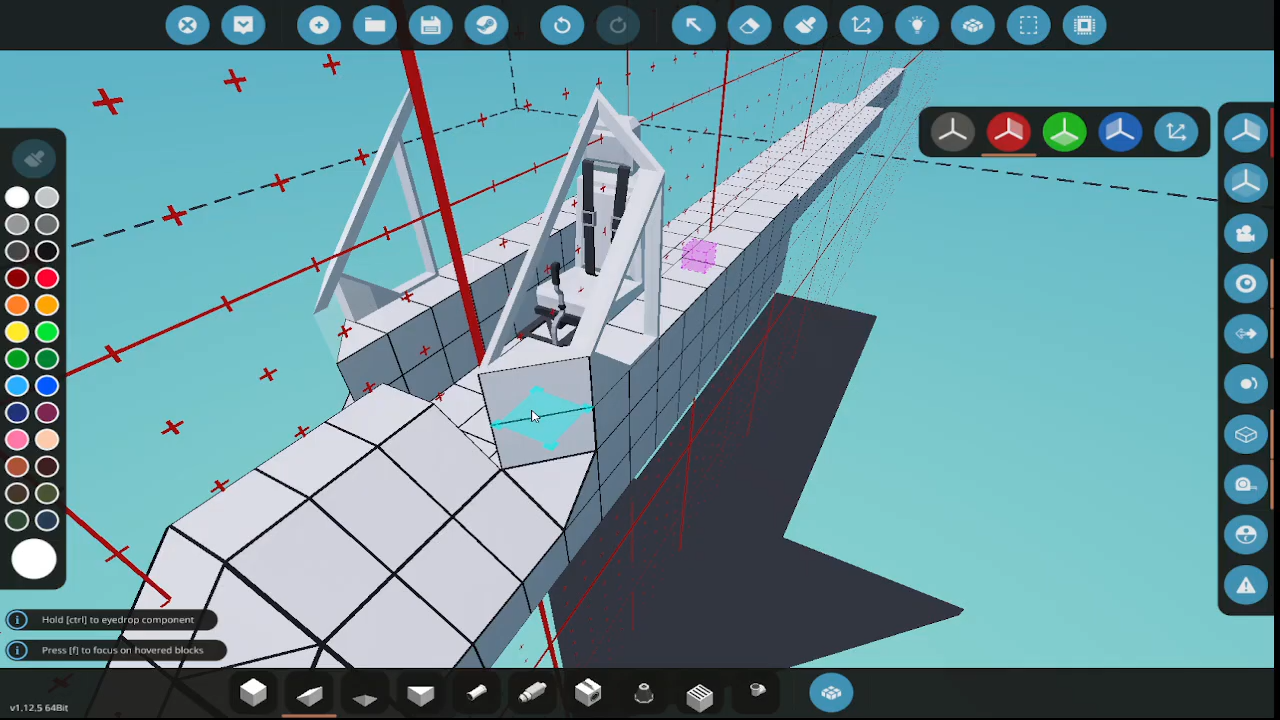 Hold [ctrl] to eyedrop component
Press [f] to focus on hovered blocks
v1.12.5 64Bit